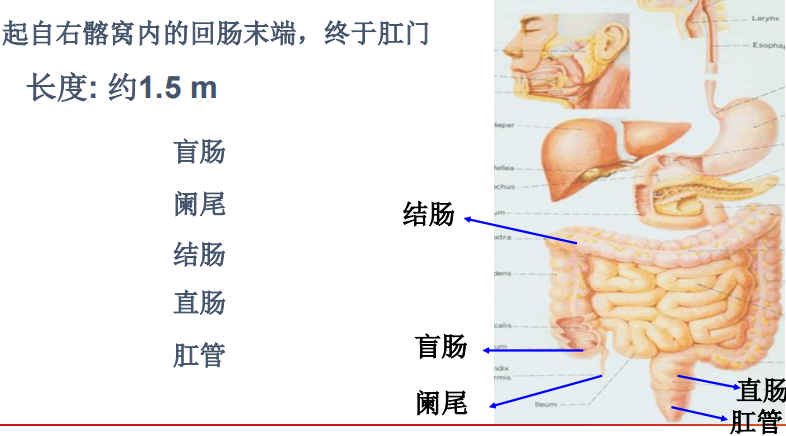 起自右髂窝内的回肠末端，终于肛门
长度: 约1.5 m
盲肠
阑尾
结肠
直肠
肛管
Larynx
Esopha
Hepar
fellea
chus
um
extra
dens
calis
um
ndix
rmis
Ileum
结肠
盲肠
阑尾
直肠
肛管